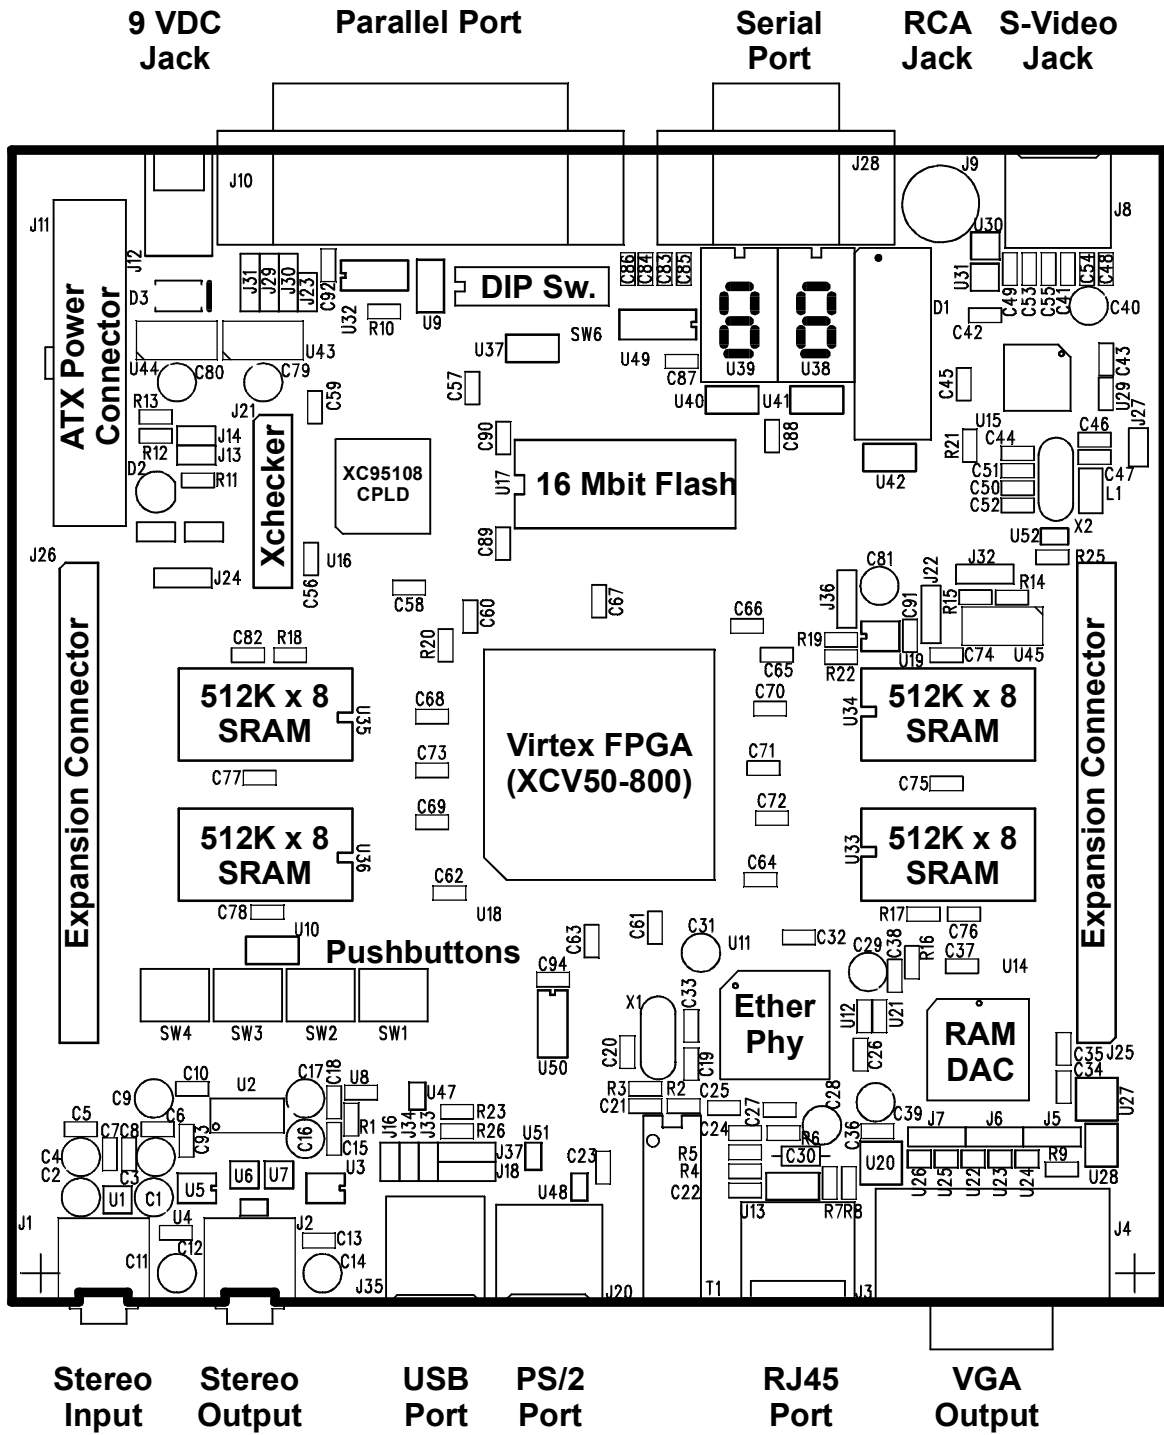 9 VDC
Jack
Parallel Port
Serial
Port
RCA
Jack
S-Video
Jack
J10
J28
J9
J8
J11
J12
U30
U31
D3
J31
J29
J30
J23
C92
U32
R10
U9
DIP Sw.
SW6
C86
C84
C83
C85
U49
C87
U37
U39
U38
D1
C49
C53
C55
C41
C54
C48
C40
C42
ATX Power
Connector
U44
C80
U43
C79
C59
C57
U40
U41
C88
C45
C43
U29
J27
R13
R12
J14
J13
D2
R11
J21
Xchecker
XC95108
CPLD
C90
U17
16 Mbit Flash
C89
U42
R21
U15
C44
C51
C50
C52
C46
C47
L1
X2
U52
R25
J26
J24
C56
U16
C58
C60
C67
C66
J36
C81
C91
J22
J32
R15
R14
R20
C82
R18
R19
R22
U19
C74
U45
C65
Expansion Connector
512K x 8
SRAM
U35
C68
C70
U34
512K x 8
SRAM
Expansion Connector
C73
Virtex FPGA
(XCV50-800)
C71
C77
C75
C69
C72
512K x 8
SRAM
U36
U33
512K x 8
SRAM
C62
C64
C78
U18
R17
C76
U10
Pushbuttons
C63
C61
C31
U11
C32
C29
C38
R16
C37
U14
C94
X1
C33
Ether
Phy
U12
U21
RAM
DAC
SW4
SW3
SW2
SW1
U50
C20
C19
C26
C35
C34
J25
C10
U2
C17
C18
U8
U47
R3
R2
C21
C25
C27
C28
C39
J7
J6
J5
U27
C9
C5
C7
C8
C6
C93
C16
R1
C15
J16
J34
J33
R23
R26
U51
C24
R6
C36
C4
C2
C3
U6
U7
U3
J37
J18
C23
R5
R4
C30
U20
R9
U1
C1
U5
U48
C22
U13
R7
R8
U26
U25
U22
U23
U24
U28
J1
U4
J2
C13
C12
C11
C14
J35
J20
T1
J3
J4
Stereo
Input
Stereo
Output
USB
Port
PS/2
Port
RJ45
Port
VGA
Output